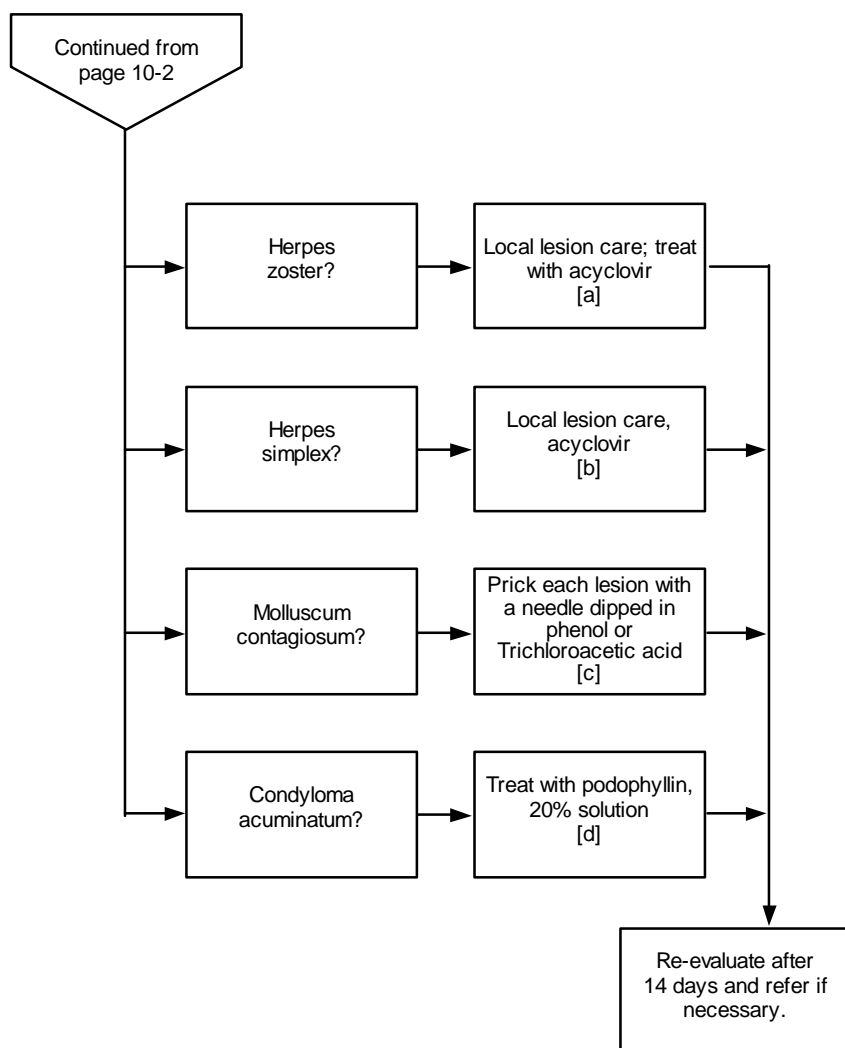 Continued from
page 10-2
Herpes
zoster?
Local lesion care; treat
with acyclovir
[a]
Herpes
simplex?
Local lesion care,
acyclovir
[b]
Molluscum
contagiosum?
Prick each lesion with
a needle dipped in
phenol or
Trichloroacetic acid
[c]
Condyloma
acuminatum?
Treat with podophyllin,
20% solution
[d]
Re-evaluate after
14 days and refer if
necessary.